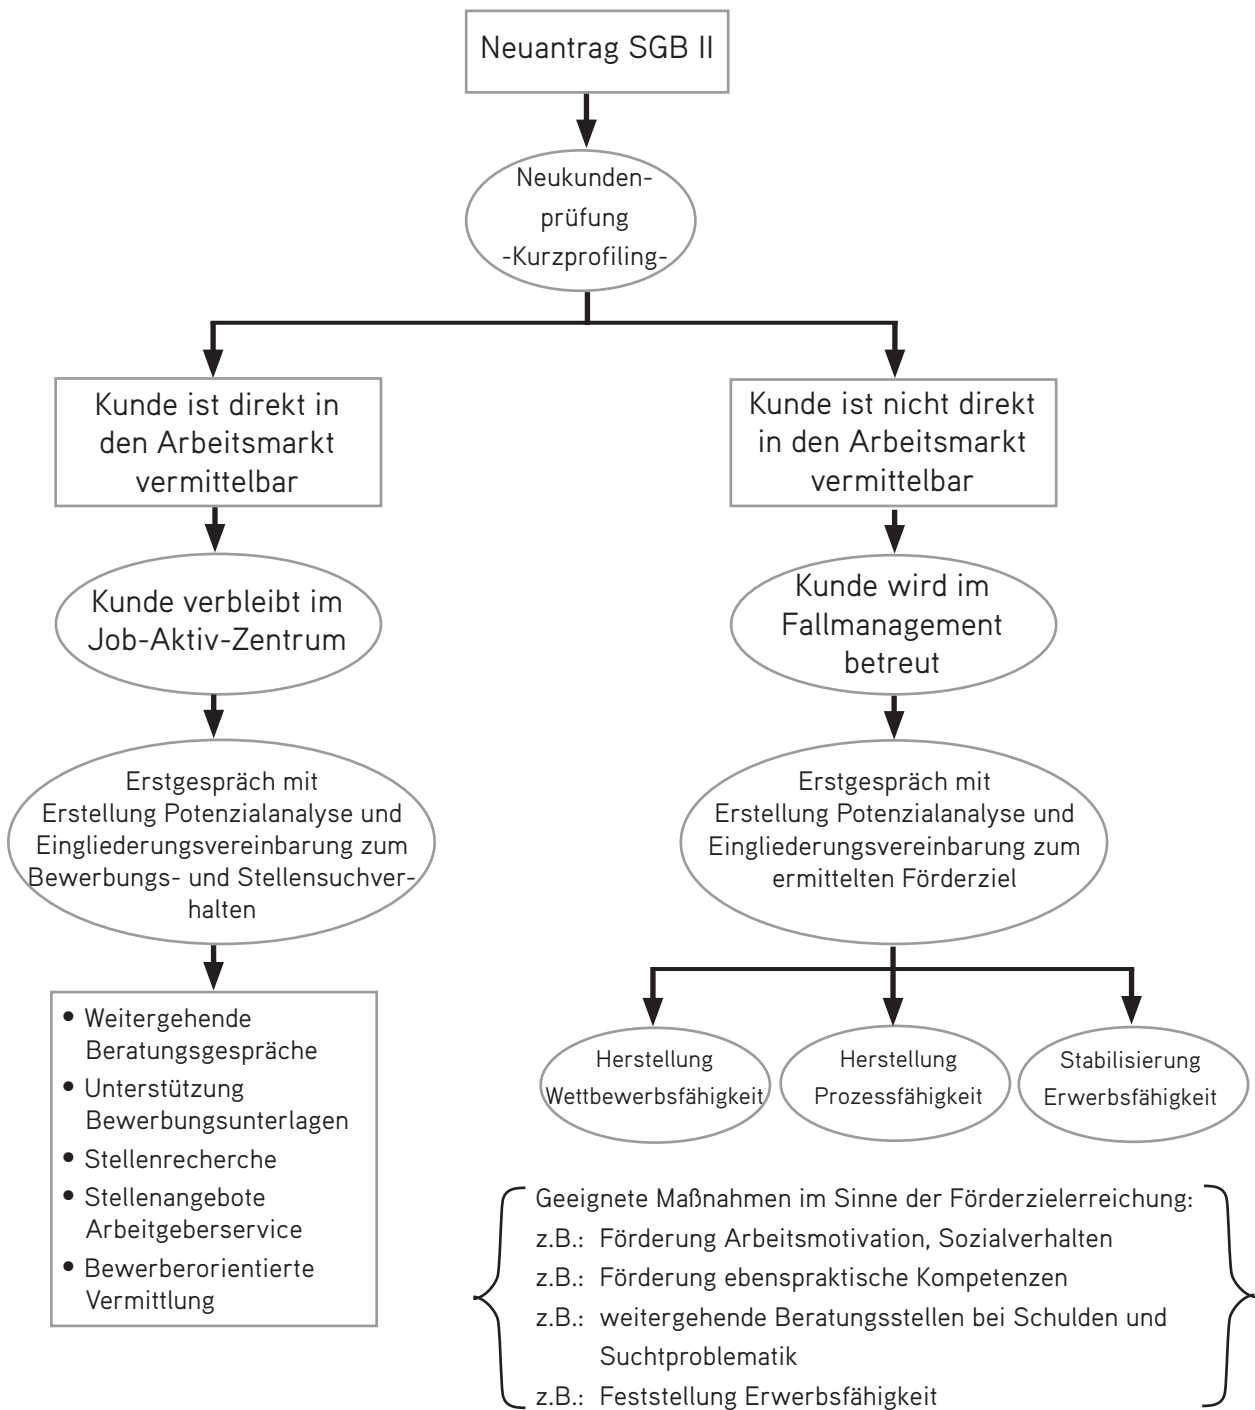 Neuantrag SGB II
Neukunden-
prüfung
-Kurzprofiling-
Kunde ist direkt in
den Arbeitsmarkt
vermittelbar
Kunde verbleibt im
Job-Aktiv-Zentrum
Erstgespräch mit
Erstellung Potenzialanalyse und
Eingliederungsvereinbarung zum
Bewerbungs- und Stellensuchver-
halten
• Weitergehende
Beratungsgespräche
• Unterstützung
Bewerbungsunterlagen
• Stellenrecherche
• Stellenangebote
Arbeitgeberservice
• Bewerberorientierte
Vermittlung
Kunde ist nicht direkt
in den Arbeitsmarkt
vermittelbar
Kunde wird im
Fallmanagement
betreut
Erstgespräch mit
Erstellung Potenzialanalyse und
Eingliederungsvereinbarung zum
ermittelten Förderziel
Herstellung
Wettbewerbsfähigkeit
Herstellung
Prozessfähigkeit
Stabilisierung
Erwerbsfähigkeit
Geeignete Maßnahmen im Sinne der Förderzielerreichung:
z.B.: Förderung Arbeitsmotivation, Sozialverhalten
z.B.: Förderung ebenspraktische Kompetenzen
z.B.: weitergehende Beratungsstellen bei Schulden und
Suchtproblematik
z.B.: Feststellung Erwerbsfähigkeit